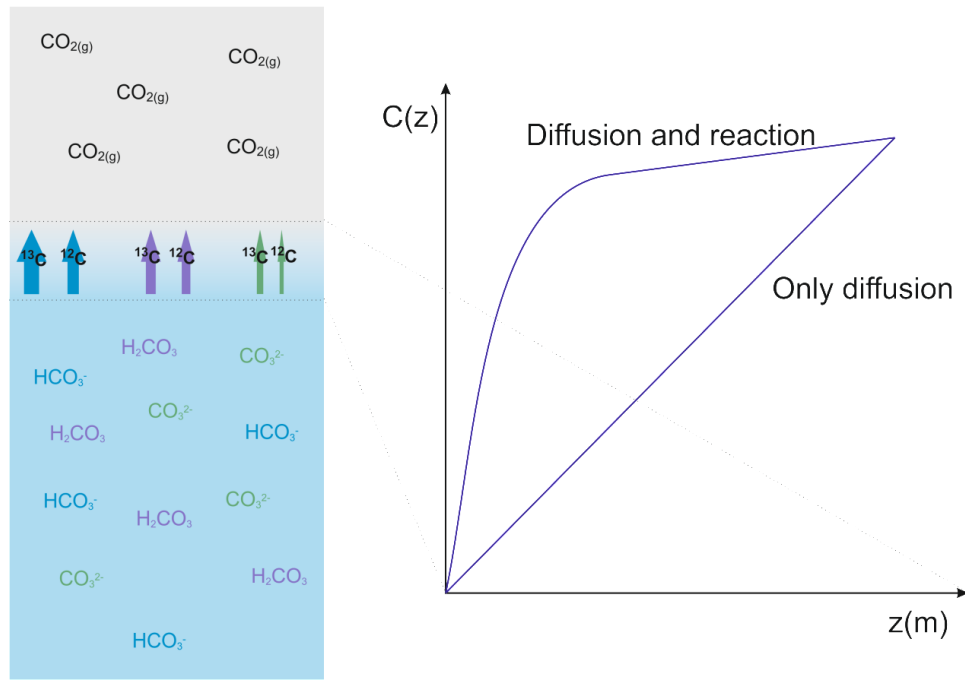 CO₂₍g₎
CO₂₍g₎
CO₂₍g₎
CO₂₍g₎
CO₂₍g₎
¹³C ¹²C ¹³C ¹²C ¹³C ¹²C
H₂CO₃
CO₃²⁻
HCO₃⁻
CO₃²⁻
H₂CO₃
HCO₃⁻
HCO₃⁻
CO₃²⁻
H₂CO₃
CO₃²⁻
H₂CO₃
HCO₃⁻
C(z)
Diffusion and reaction
Only diffusion
z(m)